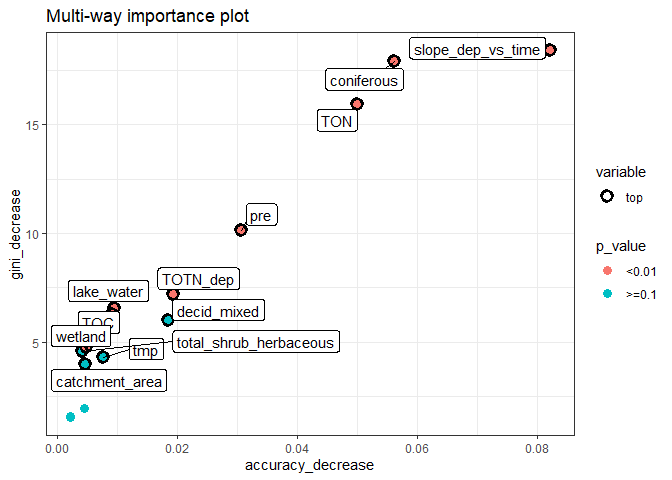 Multi-way importance plot
slope_dep_vs_time
coniferous
TON
pre
TOTN_dep
lake_water
decid_mixed
TOC
wetland
total_shrub_herbaceous
tmp
catchment_area
gini_decrease
15
10
5
0.00
0.02
0.04
0.06
0.08
accuracy_decrease
variable
top
p_value
<0.01
>=0.1